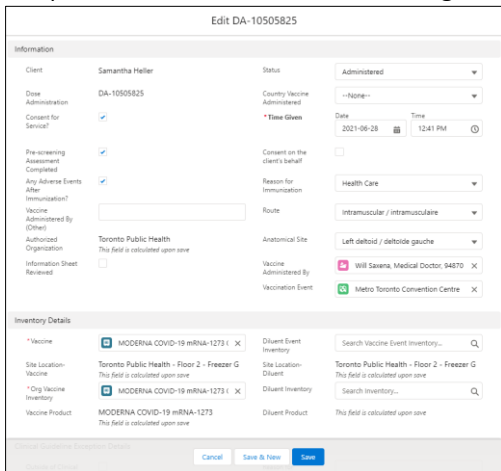 Edit DA-10505825
Information
Client Samantha Heller Status Administered
Dose Administration DA-10505825 Country Vaccine Administered --None--
Consent for Service? * Time Given Date 2021-06-28 Time 12:41 PM
Pre-screening Assessment Completed Consent on the client's behalf
Any Adverse Events After Immunization? Reason for Immunization Health Care
Vaccine Administered By (Other) Route Intramuscular / intramusculaire
Authorized Organization Toronto Public Health Anatomical Site Left deltoid / deltoïde gauche
This field is calculated upon save
Information Sheet Reviewed Vaccine Administered By Will Saxena, Medical Doctor, 94870
Vaccination Event Metro Toronto Convention Centre
Inventory Details
* Vaccine MODERNA COVID-19 mRNA-1273 ( Diluent Event Inventory Search Vaccine Event Inventory...
Site Location- Vaccine Toronto Public Health - Floor 2 - Freezer G Site Location- Diluent Toronto Public Health - Floor 2 - Freezer G
This field is calculated upon save This field is calculated upon save
* Org Vaccine Inventory MODERNA COVID-19 mRNA-1273 ( Diluent Inventory Search Inventory...
Vaccine Product MODERNA COVID-19 mRNA-1273 Diluent Product This field is calculated upon save
This field is calculated upon save
Cancel Save & New Save